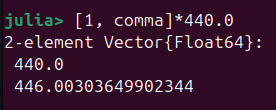 julia> [1, comma]*440.0
2-element Vector{Float64}:
 440.0
 446.00303649902344